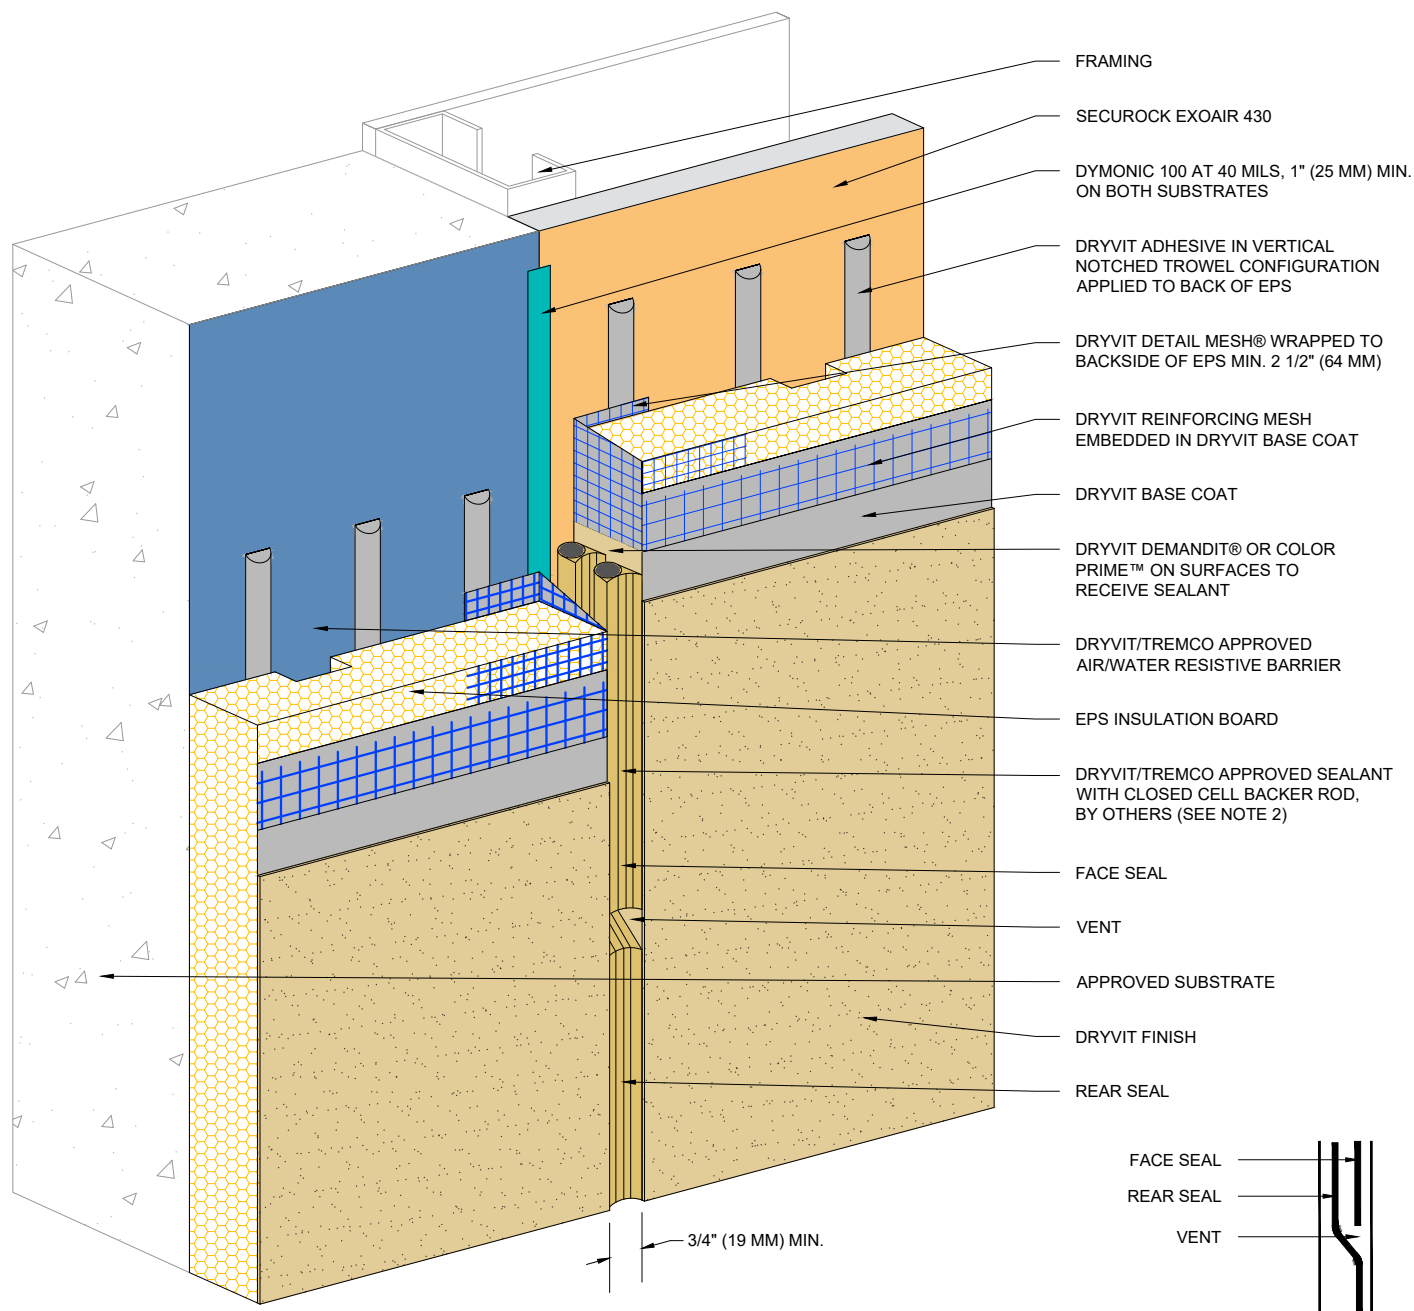 FRAMING
SECUROCK EXOAIR 430
DYMONIC 100 AT 40 MILS, 1" (25 MM) MIN.
ON BOTH SUBSTRATES
DRYVIT ADHESIVE IN VERTICAL
NOTCHED TROWEL CONFIGURATION
APPLIED TO BACK OF EPS
DRYVIT DETAIL MESH® WRAPPED TO
BACKSIDE OF EPS MIN. 2 1/2" (64 MM)
DRYVIT REINFORCING MESH
EMBEDDED IN DRYVIT BASE COAT
DRYVIT BASE COAT
DRYVIT DEMANDIT® OR COLOR
PRIME™ ON SURFACES TO
RECEIVE SEALANT
DRYVIT/TREMCO APPROVED
AIR/WATER RESISTIVE BARRIER
EPS INSULATION BOARD
DRYVIT/TREMCO APPROVED SEALANT
WITH CLOSED CELL BACKER ROD,
BY OTHERS (SEE NOTE 2)
FACE SEAL
VENT
APPROVED SUBSTRATE
DRYVIT FINISH
REAR SEAL
FACE SEAL
REAR SEAL
VENT
3/4" (19 MM) MIN.